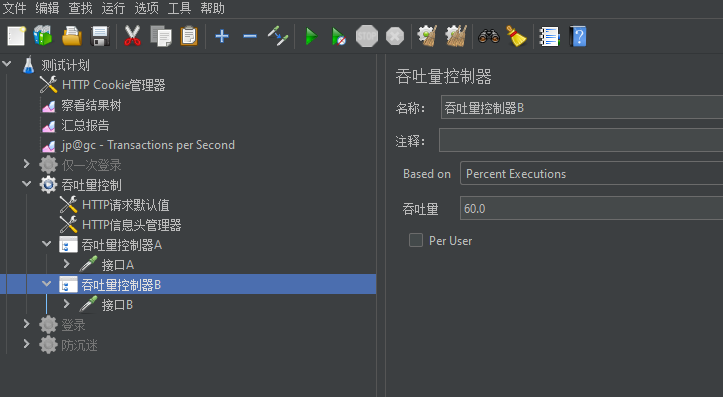 文件 编辑 查找 运行 选项 工具 帮助
测试计划
HTTP Cookie管理器
察看结果树
汇总报告
jp@gc - Transactions per Second
仅一次登录
吞吐量控制
HTTP请求默认值
HTTP信息头管理器
吞吐量控制器A
接口A
吞吐量控制器B
接口B
登录
防沉迷
吞吐量控制器
名称： 吞吐量控制器B
注释：
Based on Percent Executions
吞吐量 60.0
Per User